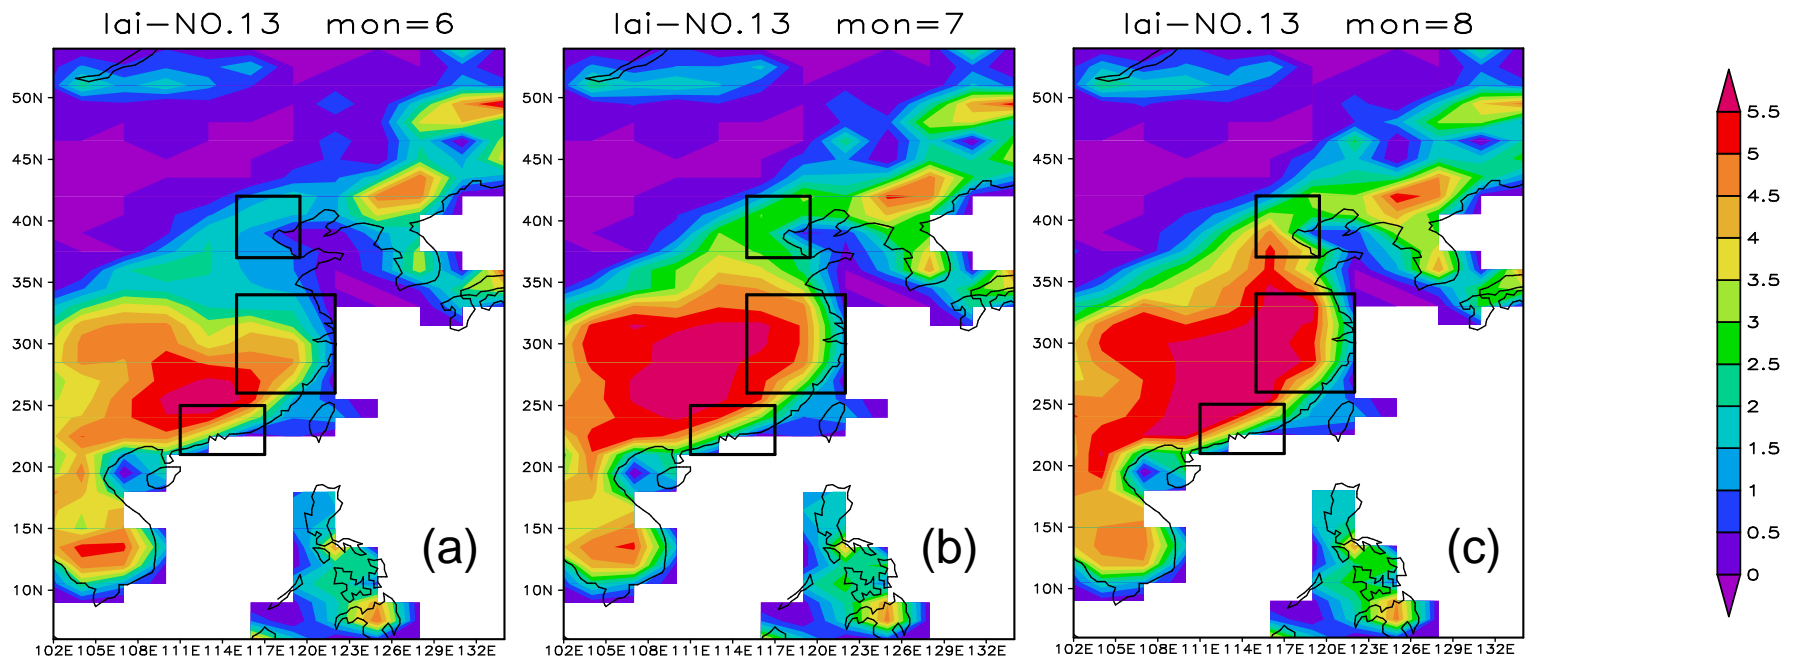 lai-NO.13 mon=6
lai-NO.13 mon=7
lai-NO.13 mon=8
50N
45N
40N
35N
30N
25N
20N
15N
10N
102E 105E 108E 111E 114E 117E 120E 123E 126E 129E 132E
(a)
50N
45N
40N
35N
30N
25N
20N
15N
10N
102E 105E 108E 111E 114E 117E 120E 123E 126E 129E 132E
(b)
50N
45N
40N
35N
30N
25N
20N
15N
10N
102E 105E 108E 111E 114E 117E 120E 123E 126E 129E 132E
(c)
5.5
5
4.5
4
3.5
3
2.5
2
1.5
1
0.5
0